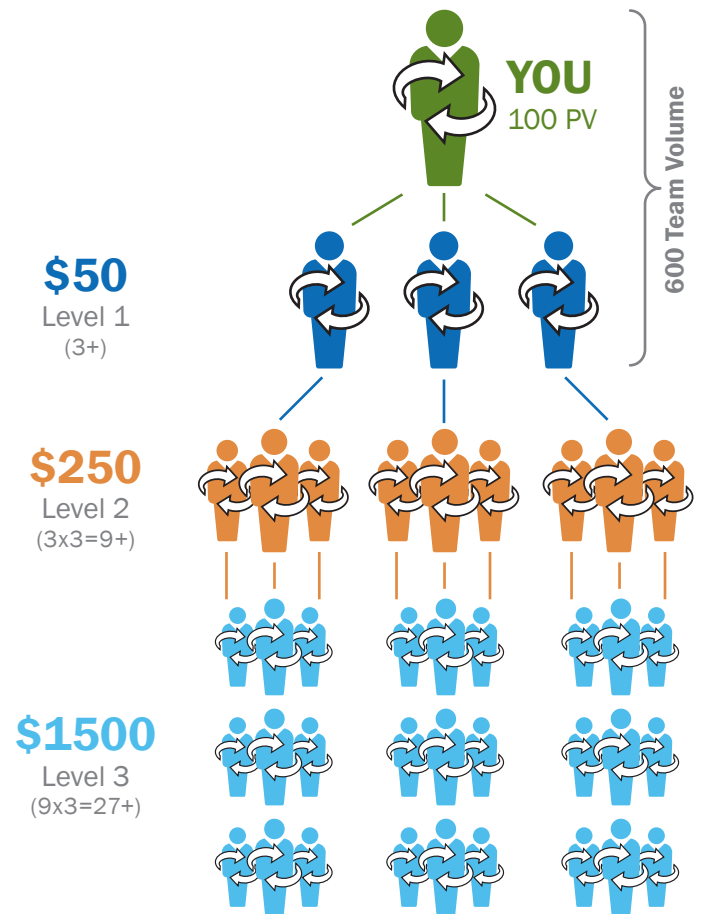 YOU
100 PV
600 Team Volume
$50
Level 1
(3+)
$250
Level 2
(3x3=9+)
$1500
Level 3
(9x3=27+)